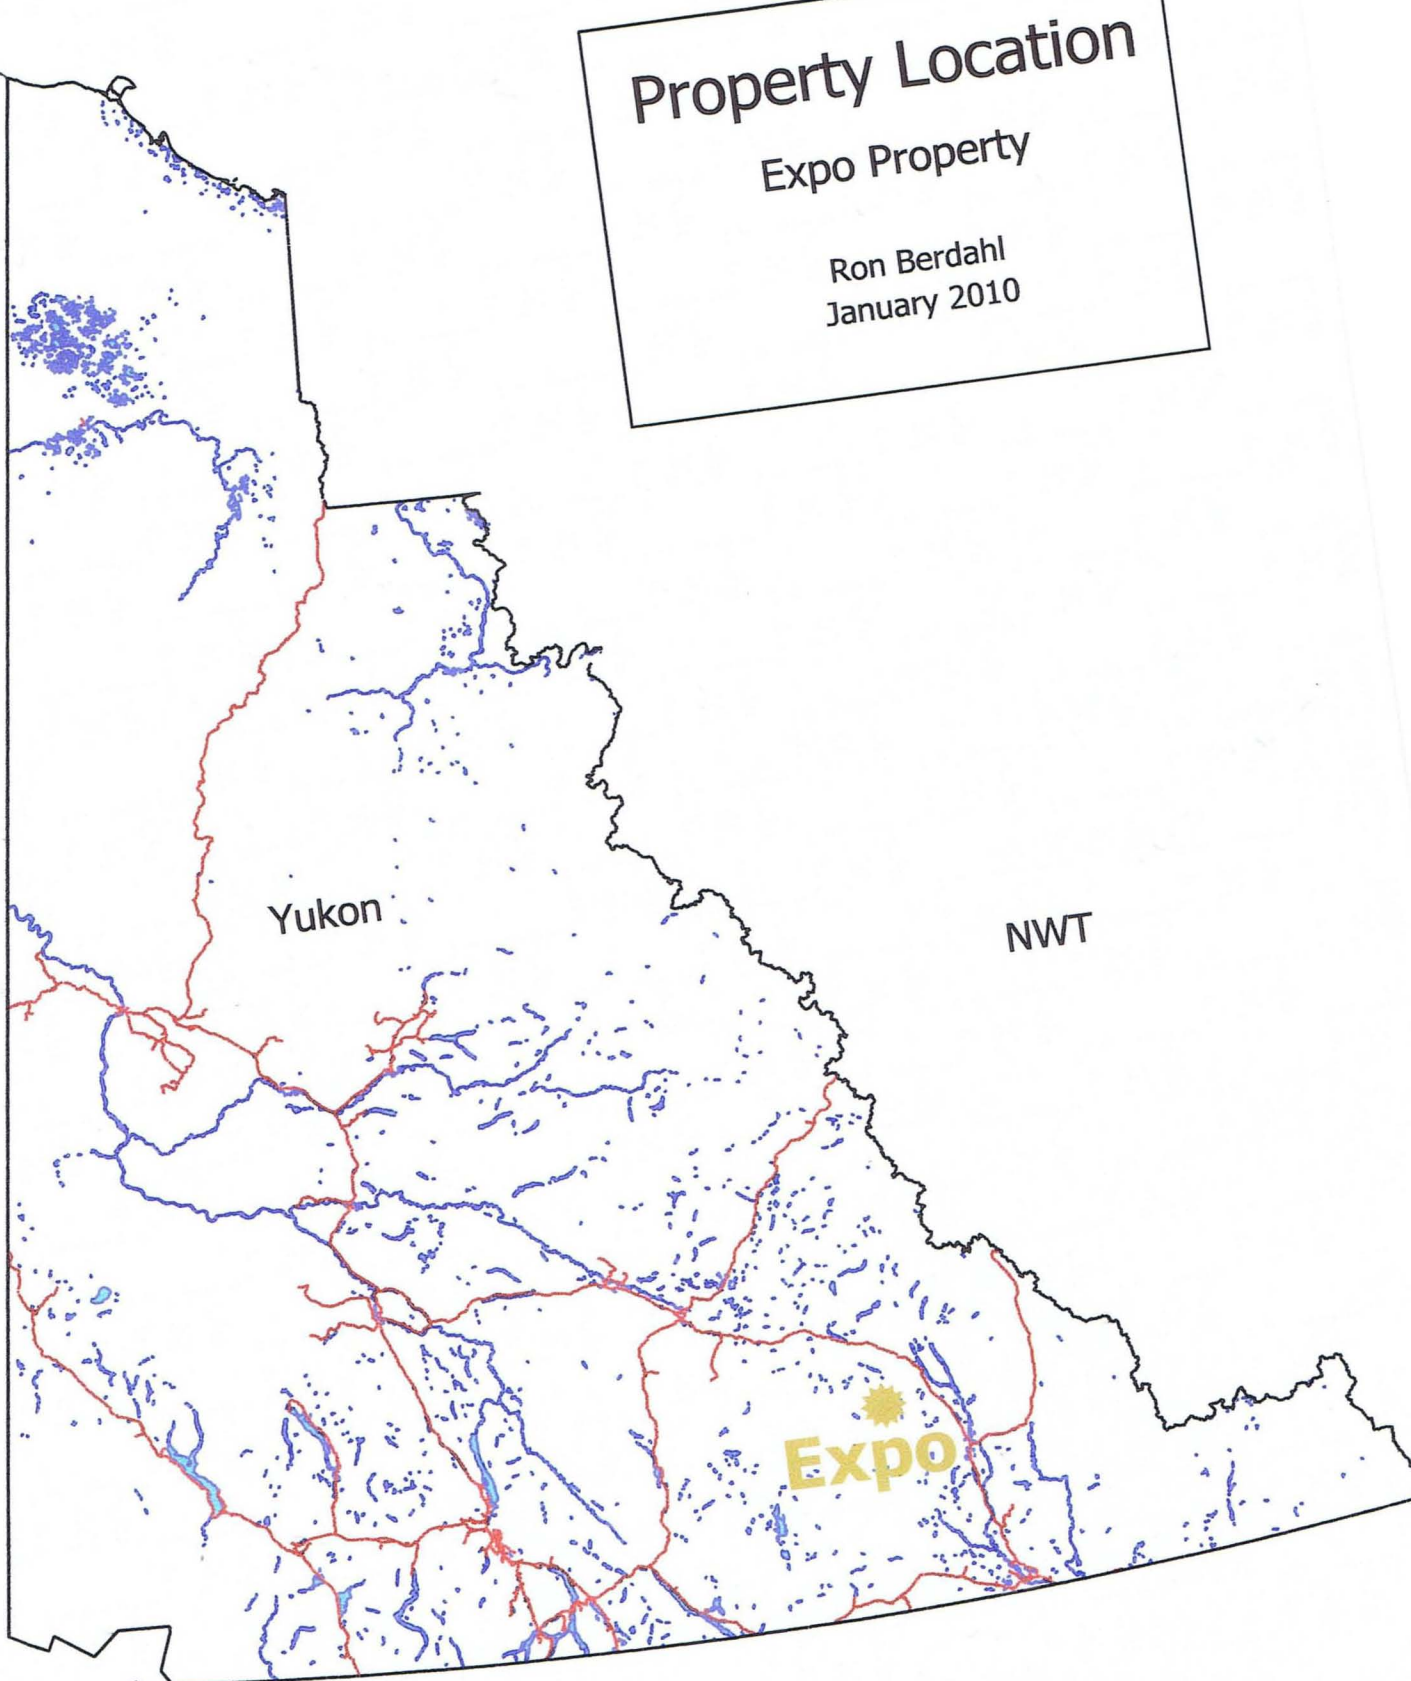 Property Location
Expo Property
Ron Berdahl
January 2010
Yukon
NWT
Expo